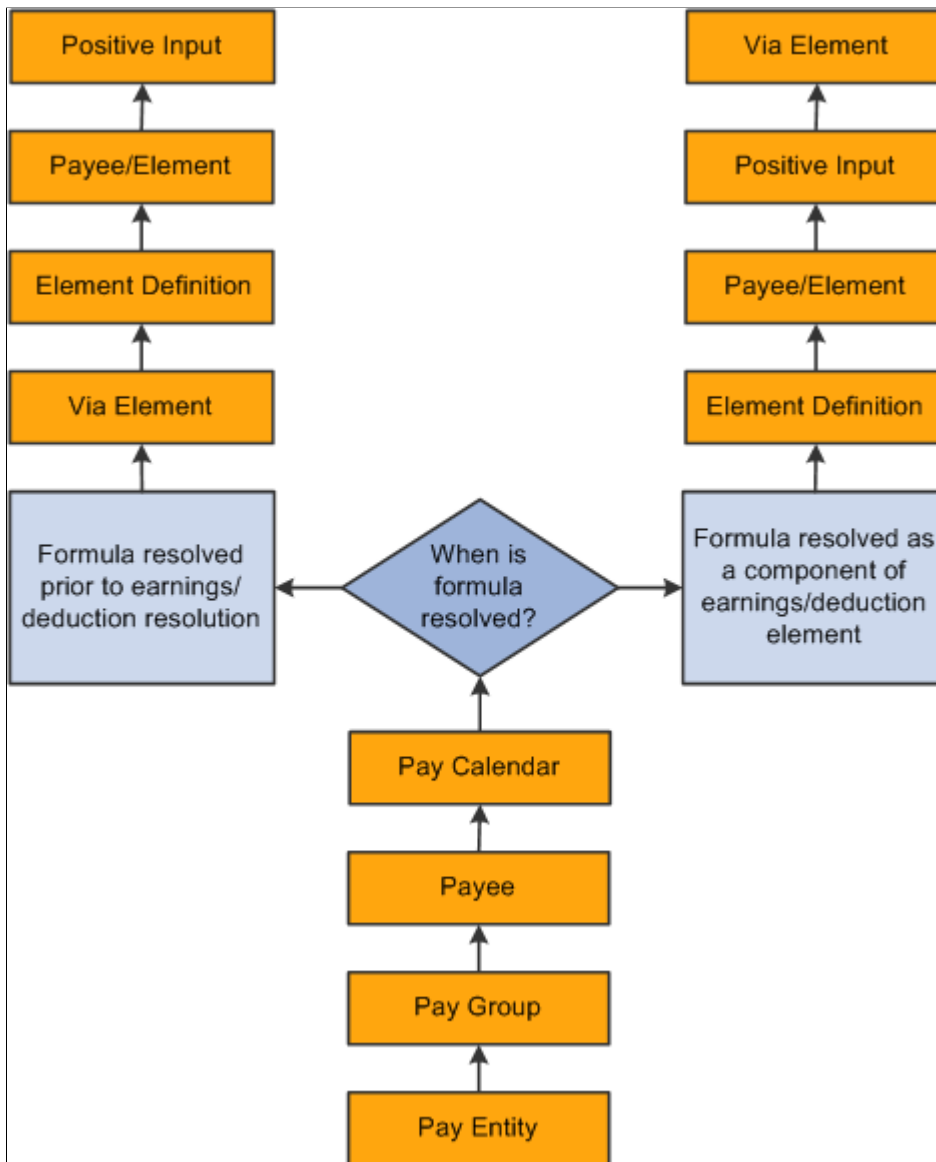 Positive Input
Via Element
Payee/Element
Positive Input
Element Definition
Payee/Element
Via Element
Element Definition
Formula resolved
prior to earnings/
deduction resolution
When is
formula
resolved?
Formula resolved as
a component of
earnings/deduction
element
Pay Calendar
Payee
Pay Group
Pay Entity